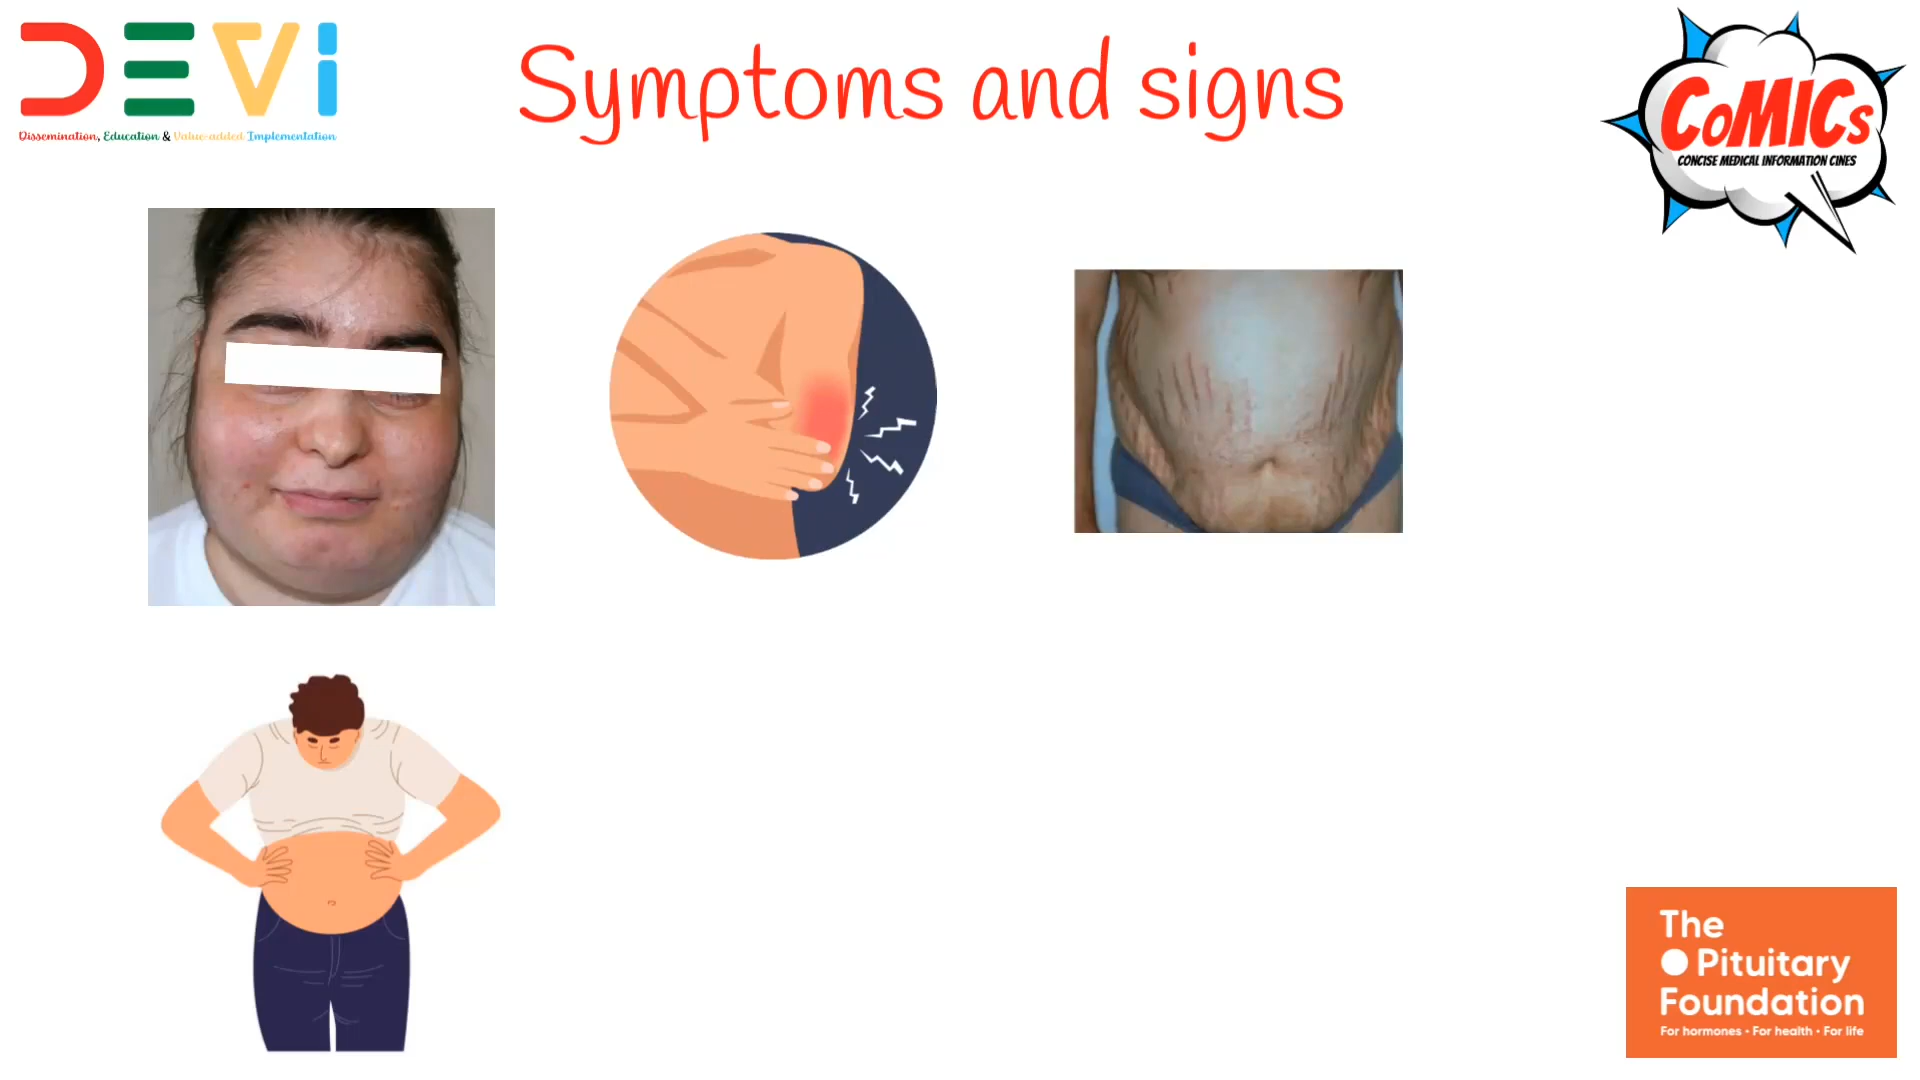 DEVi
Dissemination, Education & Value-added Implementation
Symptoms and signs
CoMICs
CONCISE MEDICAL INFORMATION CINES
The
Pituitary
Foundation
For hormones • For health • For life